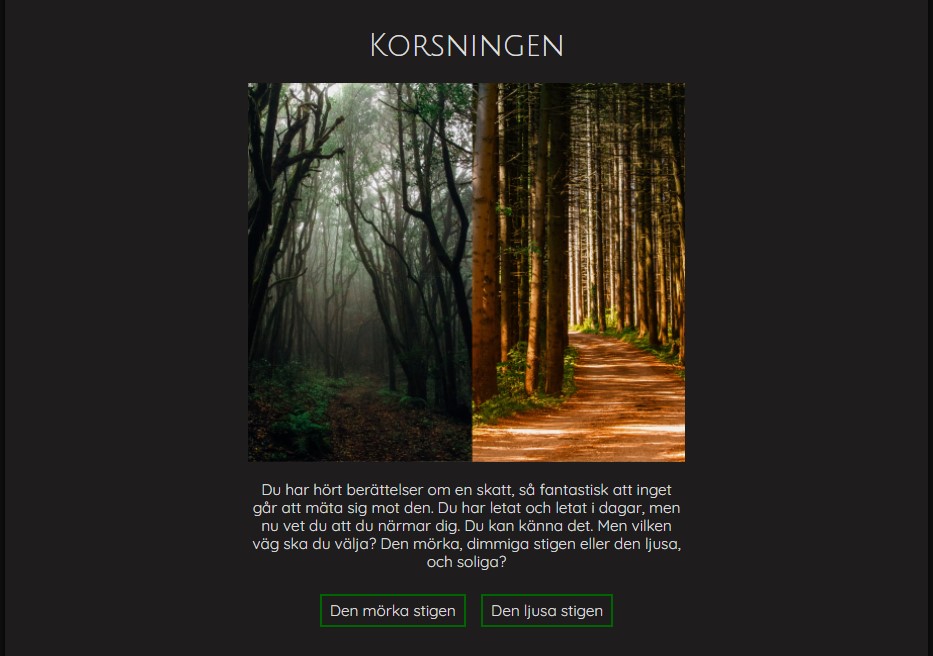 Korsningen
Du har hört berättelser om en skatt, så fantastisk att inget
går att mäta sig mot den. Du har letat och letat i dagar, men
nu vet du att du närmar dig. Du kan känna det. Men vilken
väg ska du välja? Den mörka, dimmiga stigen eller den ljusa,
och soliga?
Den mörka stigen
Den ljusa stigen